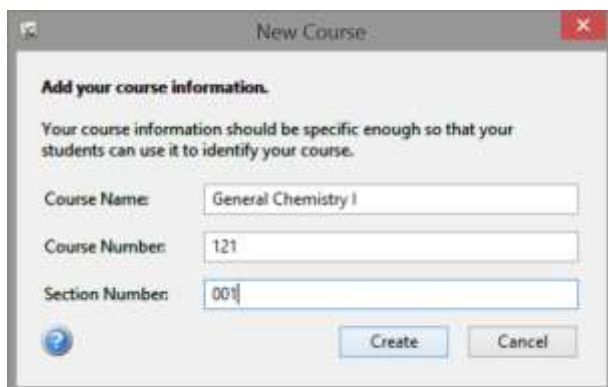 New Course
Add your course information.
Your course information should be specific enough so that your
students can use it to identify your course.
Course Name: General Chemistry I
Course Number: 121
Section Number: 001
? Create Cancel